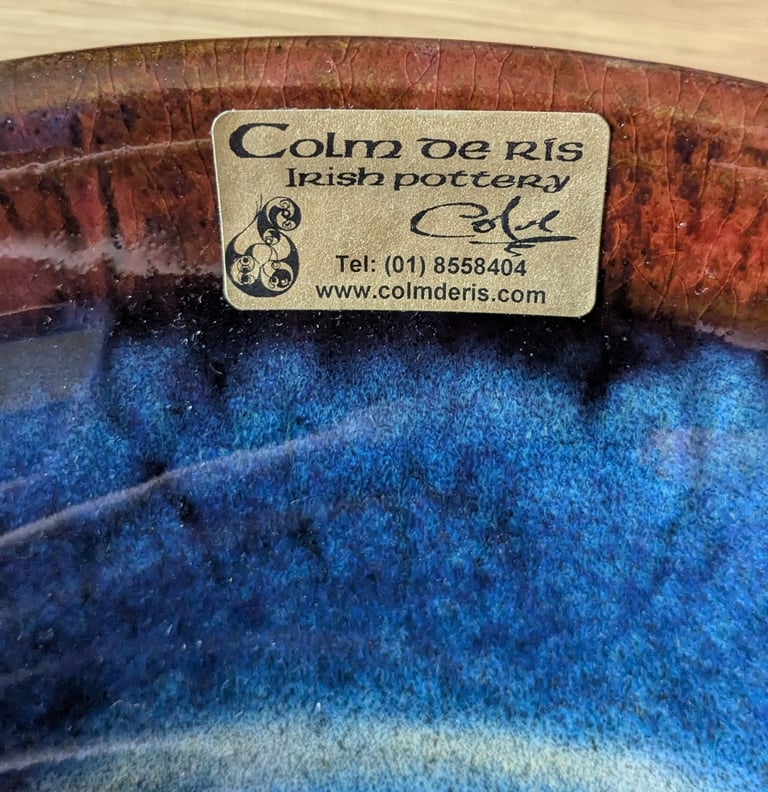 Colm de rís
Irish pottery
Colm
Tel: (01) 8558404
www.colmderis.com